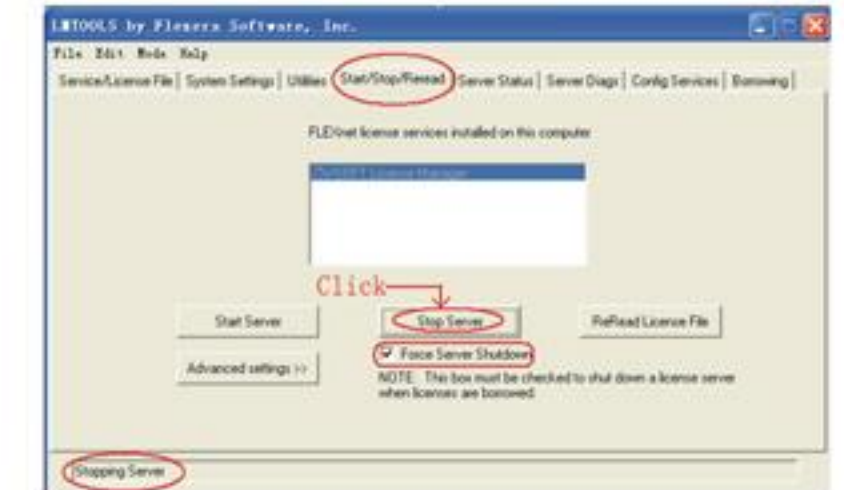 LMTOOLS by Flexera Software, Inc.
File Edit Mode Help
Service/License File System Settings Utilities Start/Stop/Reread Server Status Server Diags Config Services Borrowing
FLEXnet license services installed on this computer
License Manager
Click
Start Server Stop Server ReRead License File
Force Server Shutdown
Advanced settings >>
NOTE: This box must be checked to shut down a license server
when licenses are borrowed.
Stopping Server